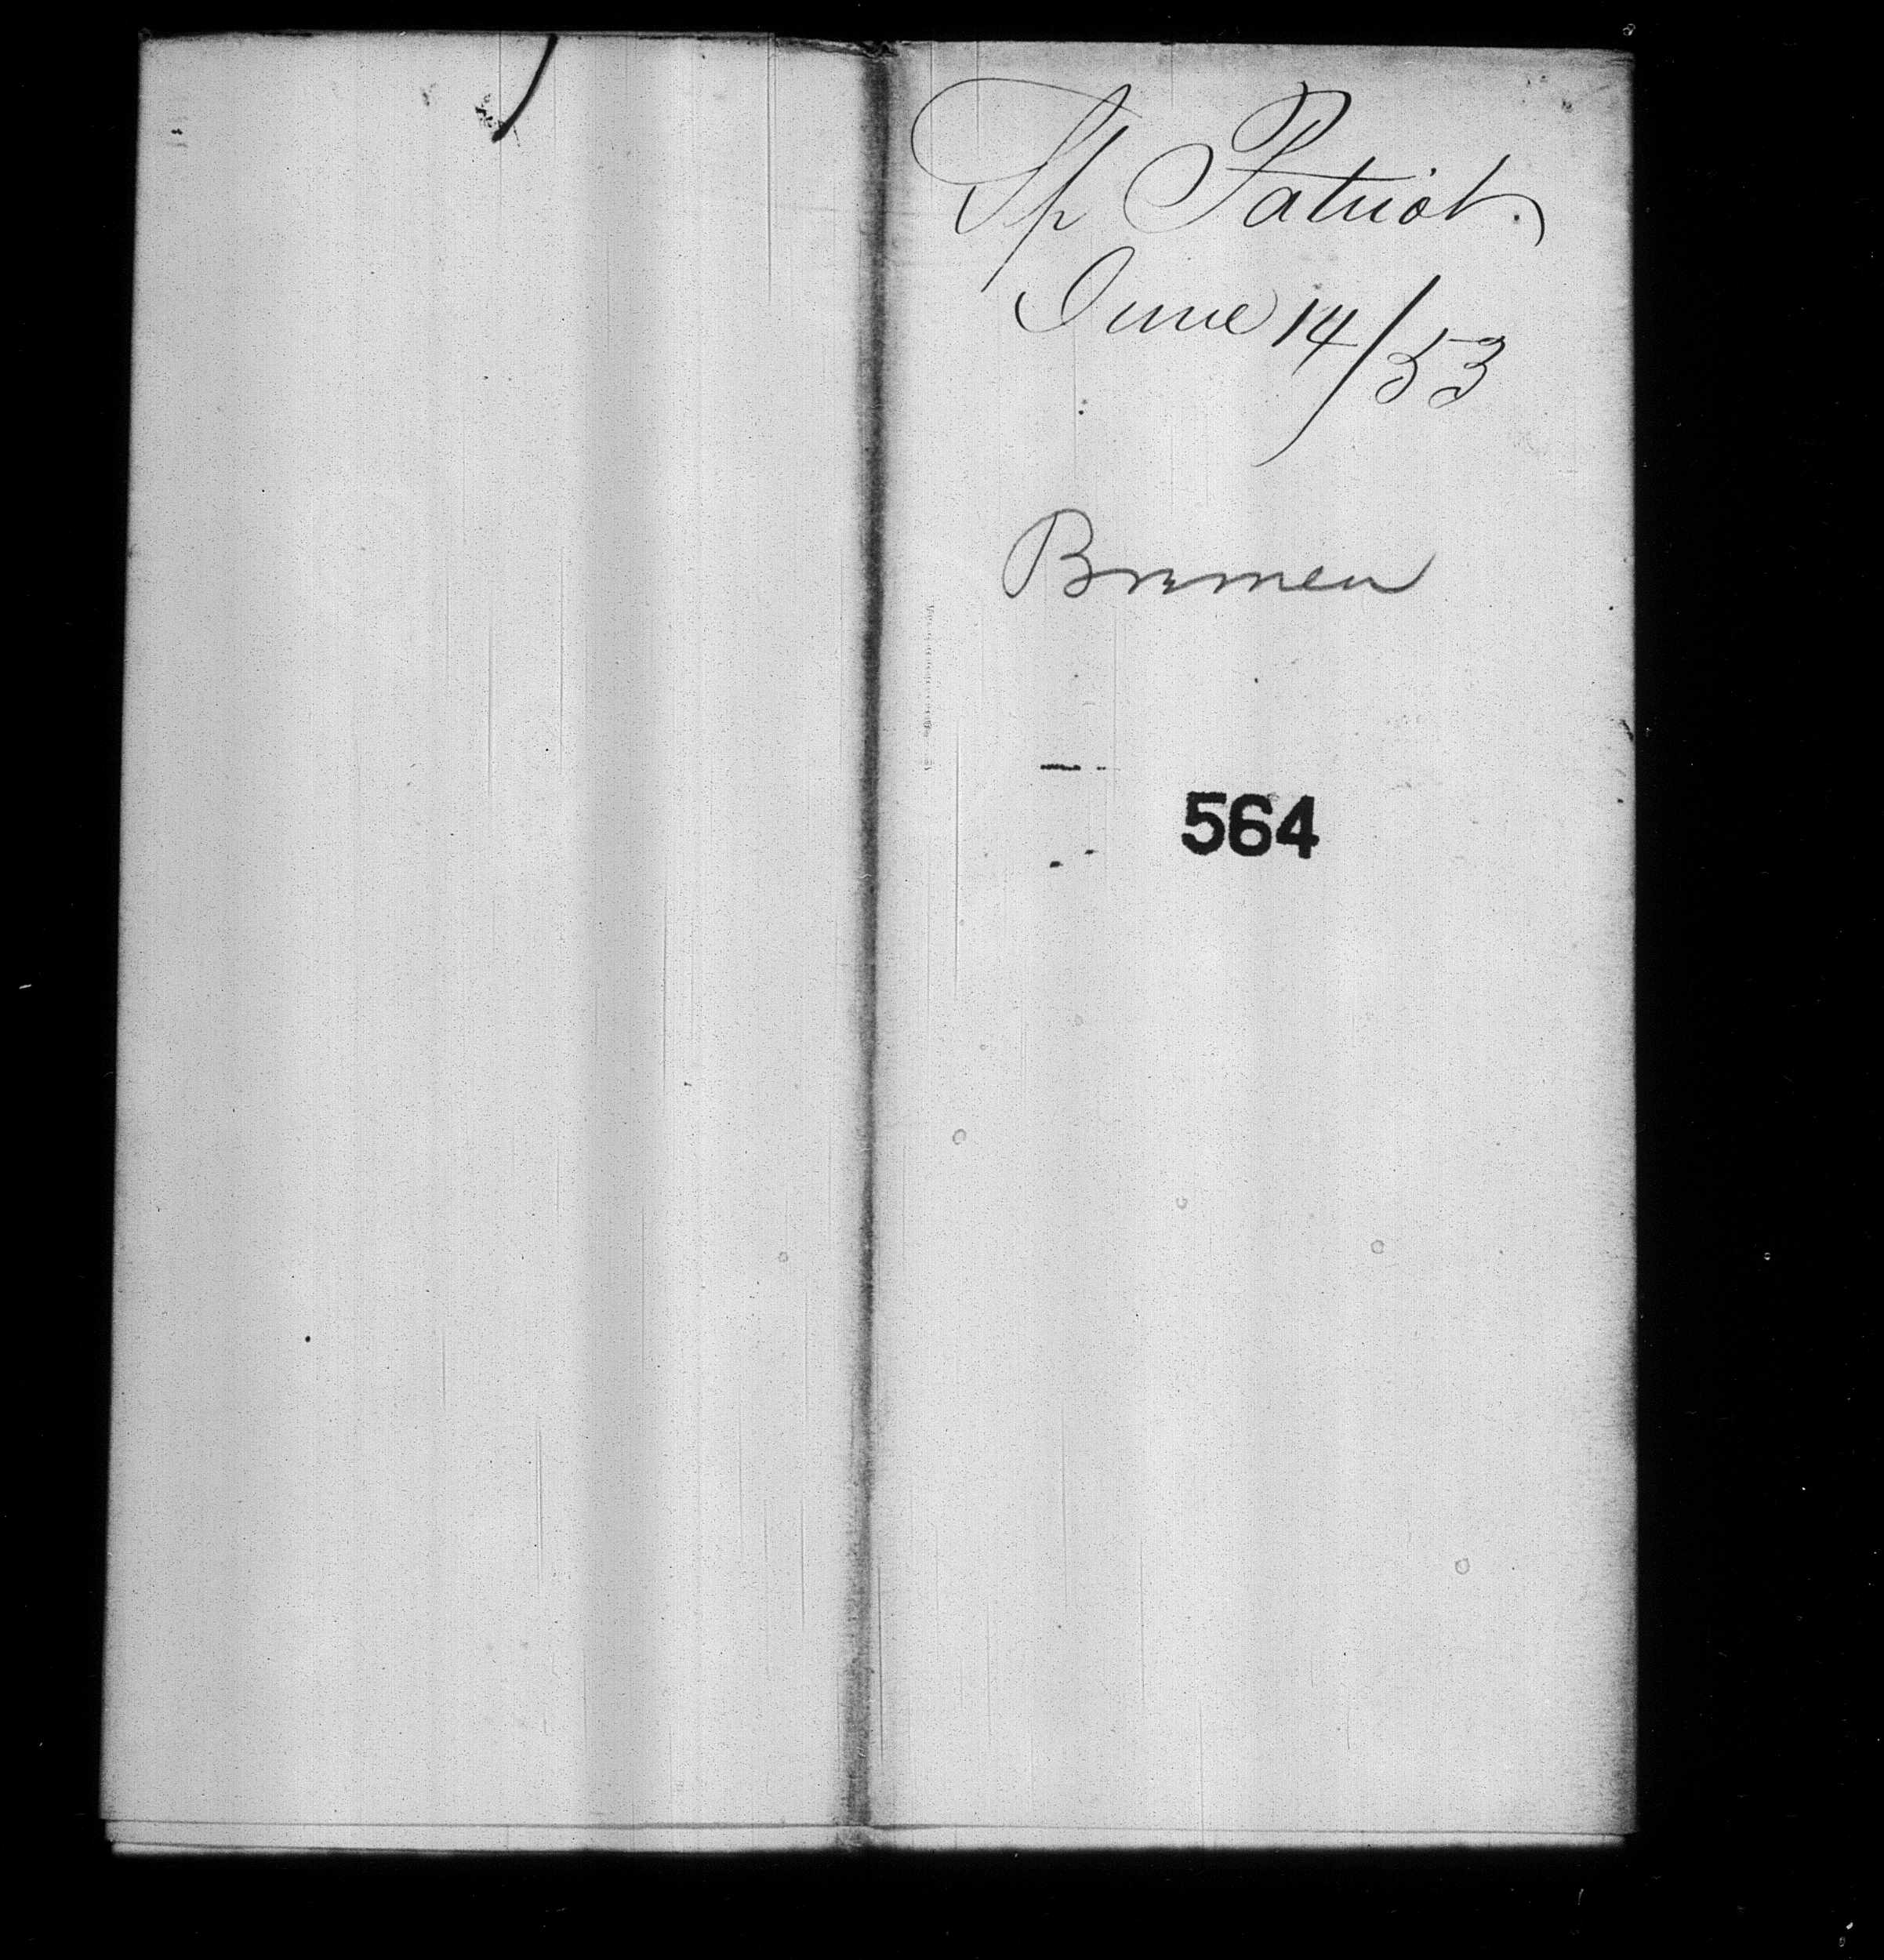 Sp Patriot.
June 14/53
Bremen
564